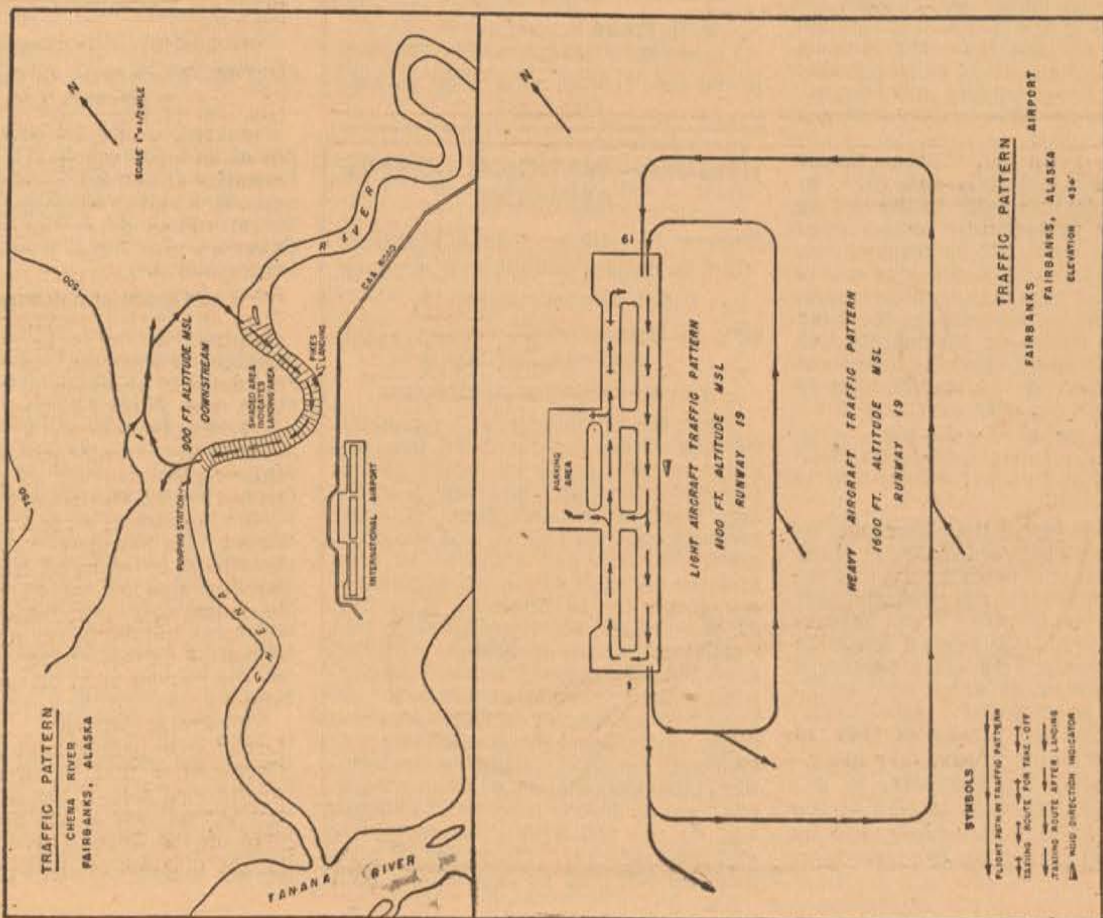 TRAFFIC PATTERN
CHENA RIVER
FAIRBANKS, ALASKA
N
SCALE 1"=1/2 MILE
500
750
900 FT ALTITUDE MSL
DOWNSTREAM
SHADED AREA
INDICATES
LANDING AREA
PIKES
LANDING
PUMPING STATION
CHENA
RIVER
CAA ROAD
INTERNATIONAL AIRPORT
TANANA RIVER
N
TRAFFIC PATTERN
FAIRBANKS AIRPORT
FAIRBANKS, ALASKA
ELEVATION 434'
19
1
PARKING
AREA
LIGHT AIRCRAFT TRAFFIC PATTERN
1100 FT. ALTITUDE MSL
RUNWAY 19
HEAVY AIRCRAFT TRAFFIC PATTERN
1600 FT. ALTITUDE MSL
RUNWAY 19
SYMBOLS
FLIGHT PATH IN TRAFFIC PATTERN
TAXIING ROUTE FOR TAKE-OFF
TAXIING ROUTE AFTER LANDING
WIND DIRECTION INDICATOR